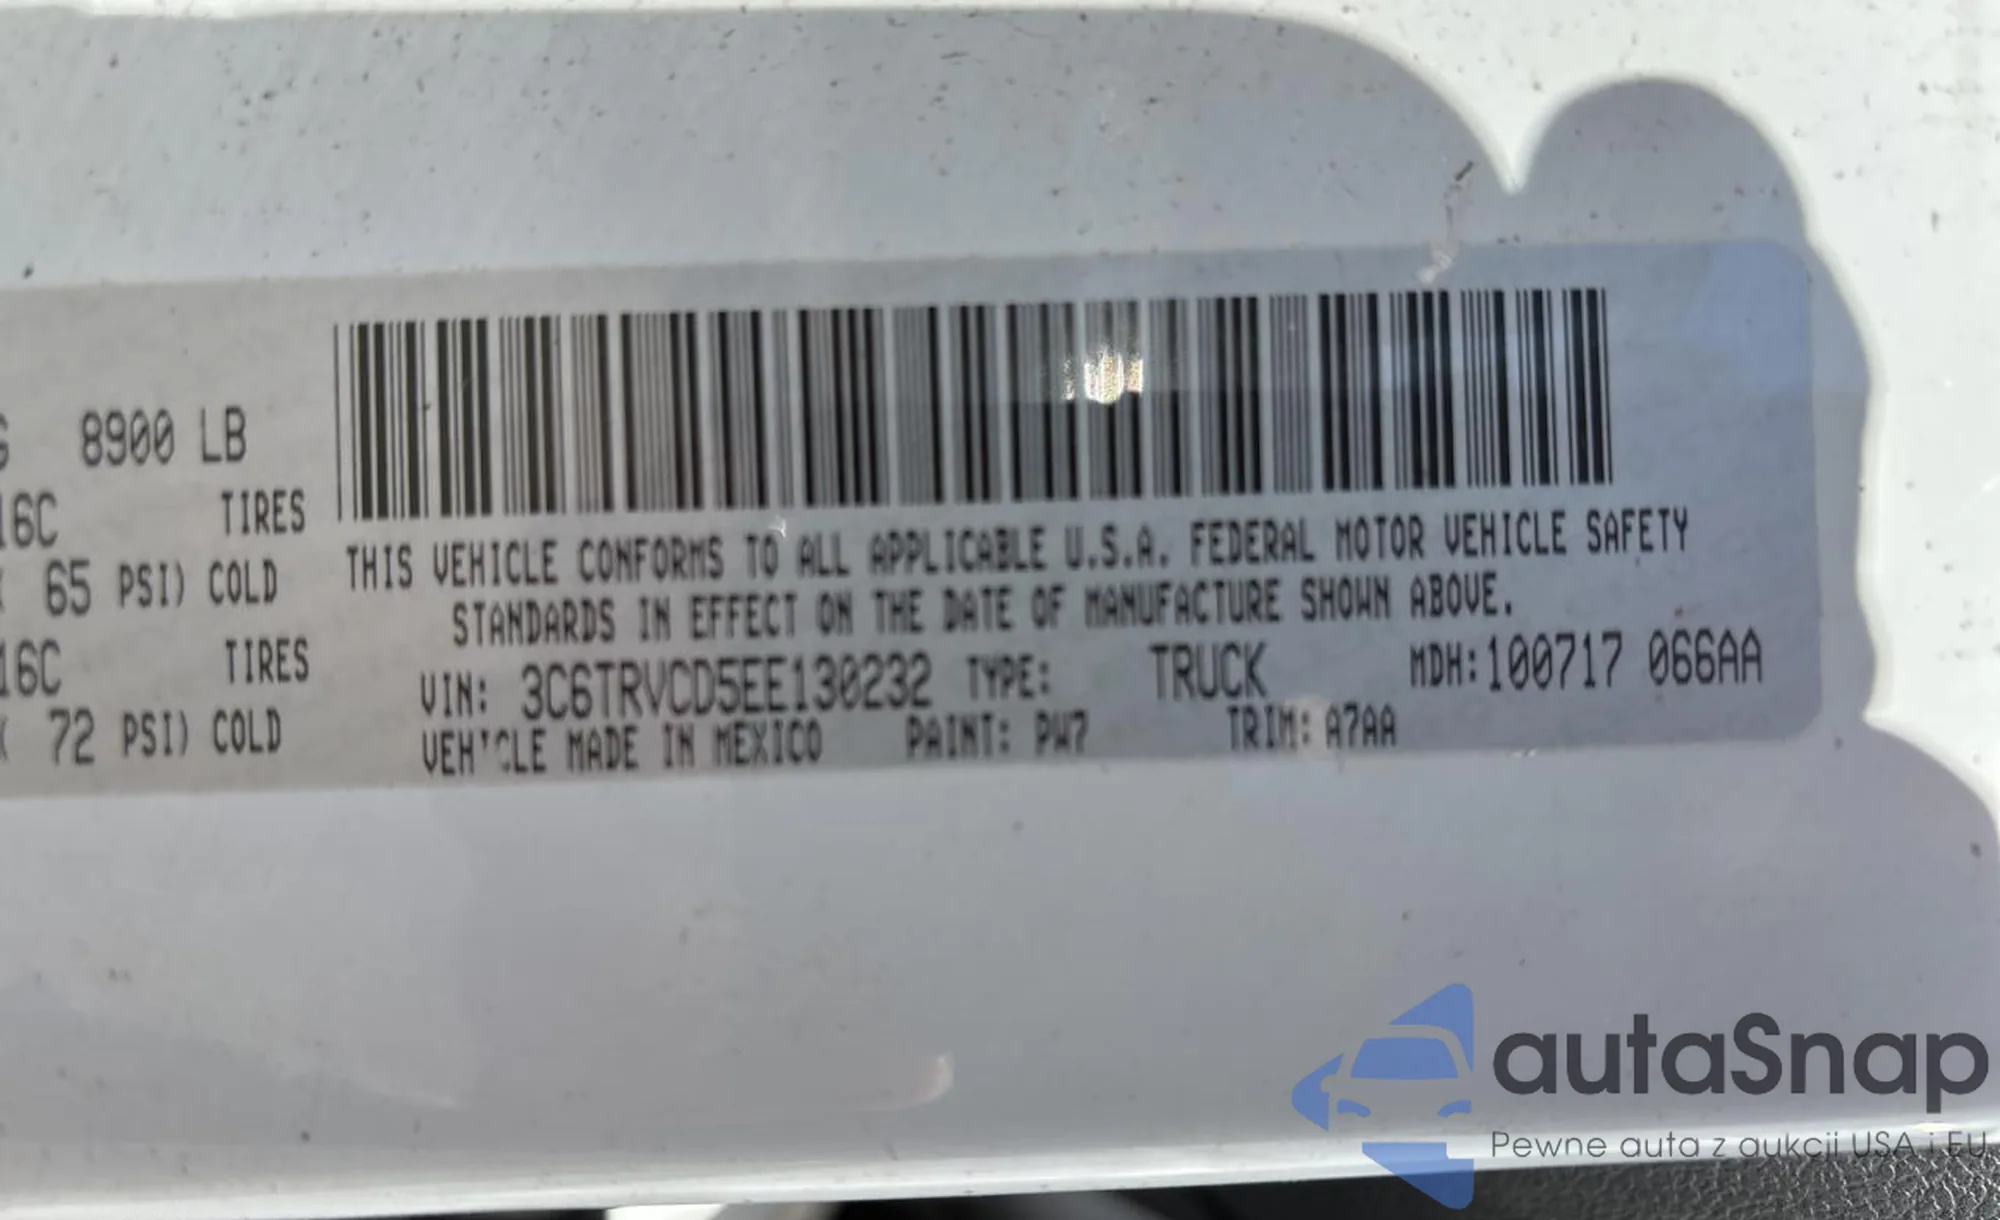 8900 LB
16C TIRES
65 PSI) COLD
16C TIRES
72 PSI) COLD
THIS VEHICLE CONFORMS TO ALL APPLICABLE U.S.A. FEDERAL MOTOR VEHICLE SAFETY
STANDARDS IN EFFECT ON THE DATE OF MANUFACTURE SHOWN ABOVE.
VIN: 3C6TRVCD5EE130232 TYPE: TRUCK MDH:100717 066AA
VEHICLE MADE IN MEXICO PAINT: PW7 TRIM: A7AA
autaSnap
Pewne auta z aukcji USA i EU